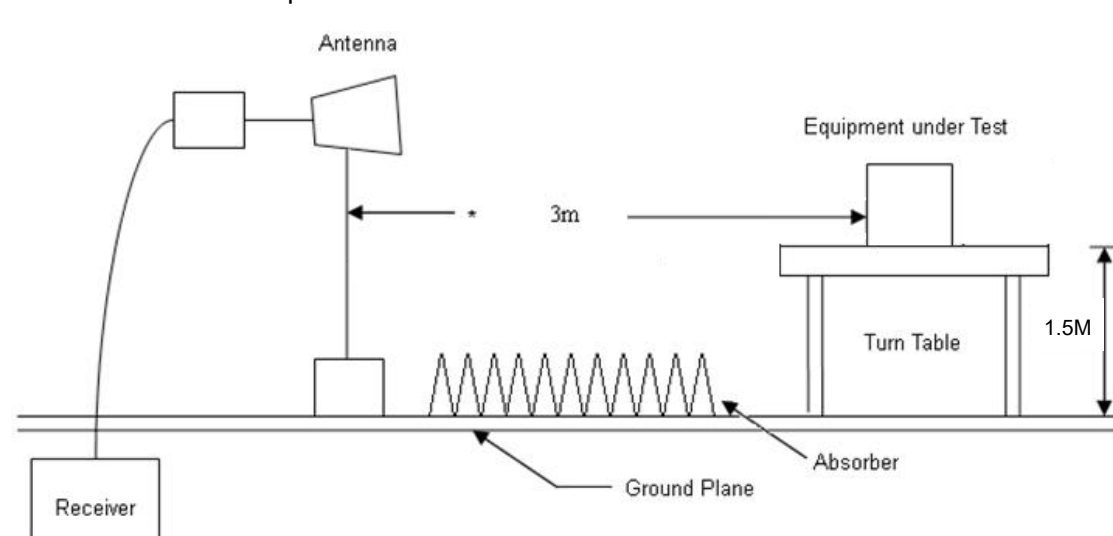 Antenna
Equipment under Test
* 3m
1.5M
Turn Table
Absorber
Ground Plane
Receiver